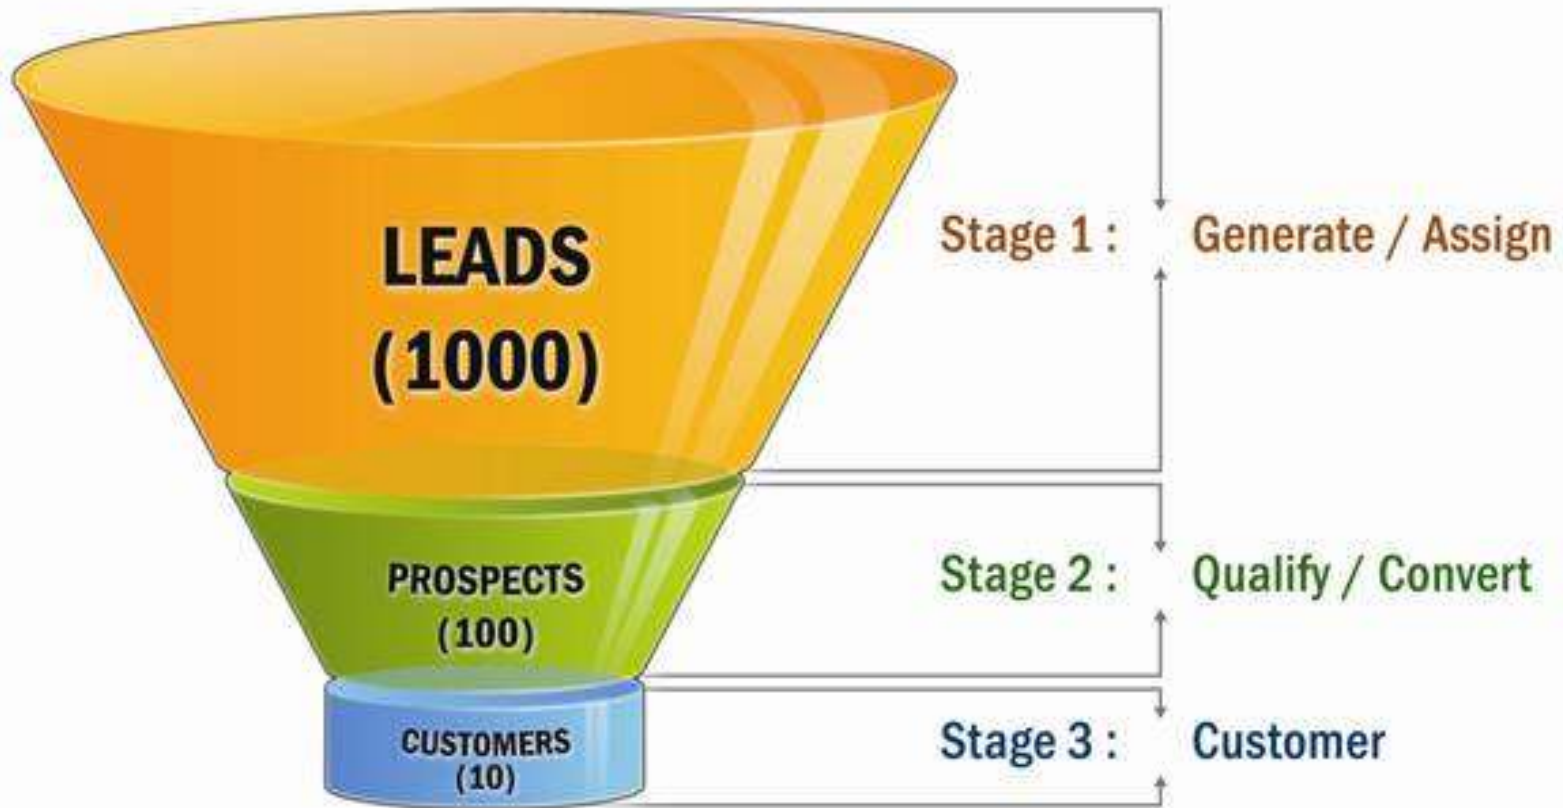 LEADS
(1000)
Stage 1 : Generate / Assign
PROSPECTS
(100)
Stage 2 : Qualify / Convert
CUSTOMERS
(10)
Stage 3 : Customer